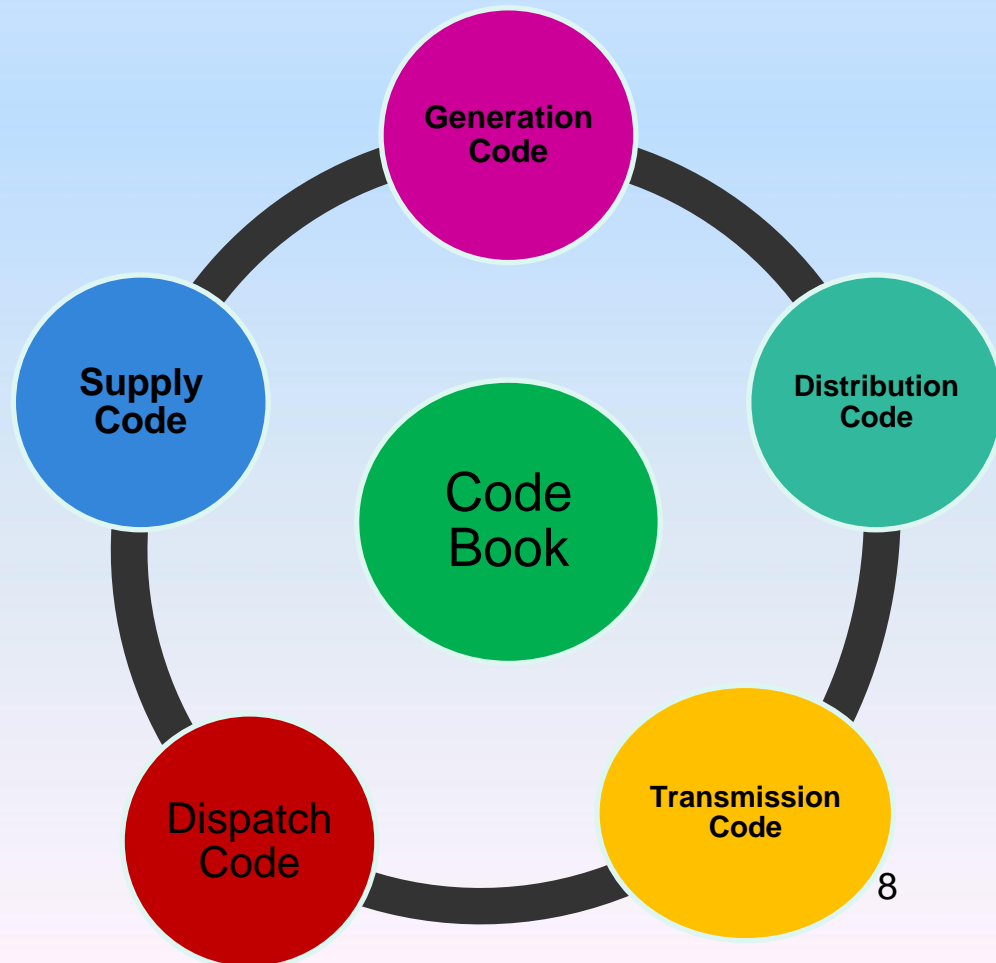 Generation
Code
Supply
Code
Distribution
Code
Code
Book
Transmission
Code
Dispatch
Code
8